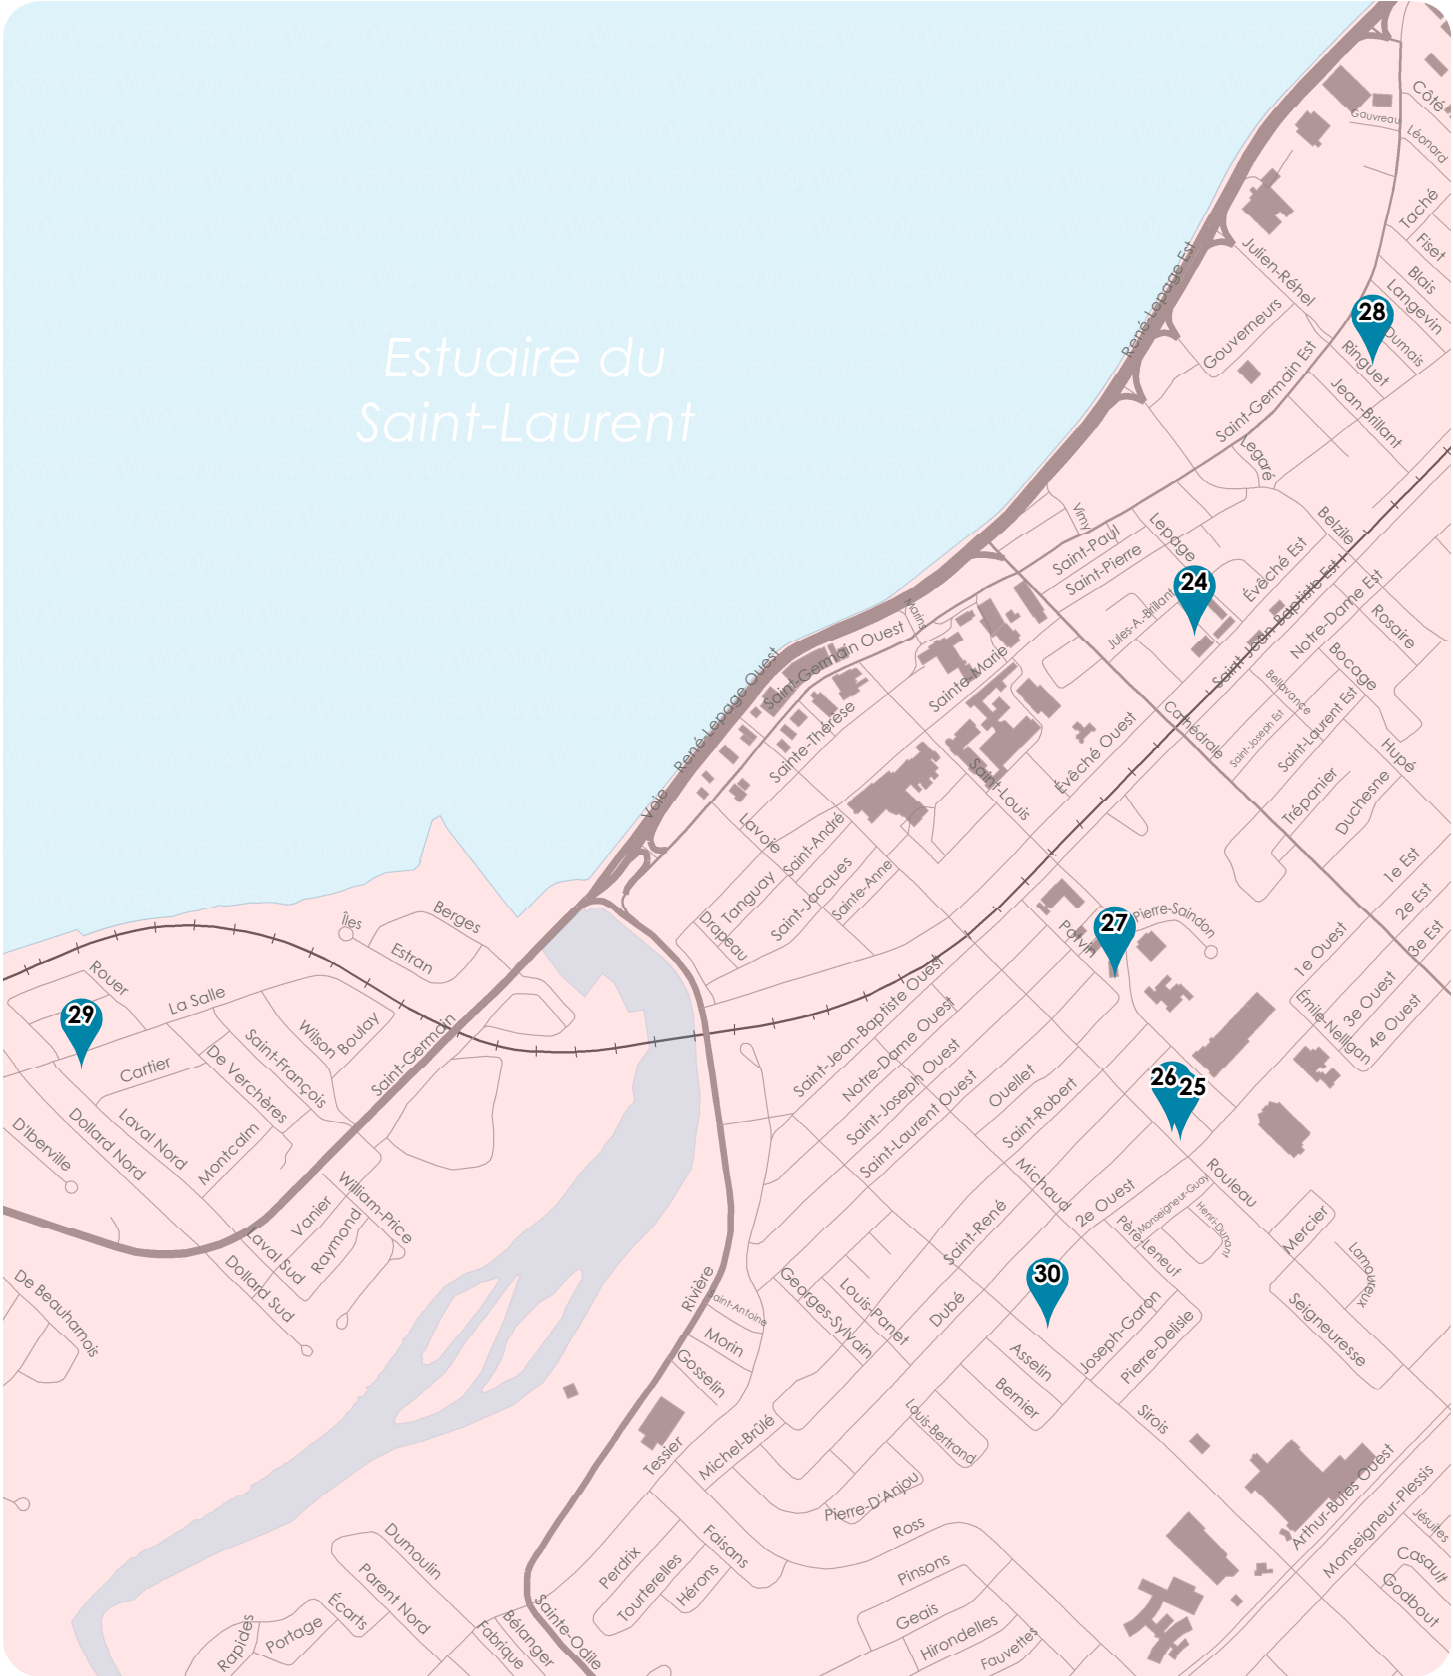 Côté
Gauvreau
Léonard
Taché
Fiset
Julien-Réhel
Blais
Langevin
René-Lepage Est
28
Dumais
Gouverneurs
Ringuet
Estuaire du
Saint-Laurent
Saint-Germain Est
Jean-Brillant
Legaré
Vimy
Lepage
Belzile
Saint-Paul
Saint-Pierre
Évêché Est
24
Jules-A.-Brillant
Saint-Jean-Baptiste Est
Notre-Dame Est
Rosaire
Marins
Saint-Germain Ouest
Sainte-Marie
Bocage
Bellavance
René-Lepage Ouest
Sainte-Thérèse
Cathédrale
Saint-Joseph Est
Saint-Laurent Est
Hupé
Évêché Ouest
Saint-Louis
Trépanier
Duchesne
Voie
Lavoie
Saint-André
1e Est
Tanguay
Saint-Jacques
Sainte-Anne
2e Est
Drapeau
Îles
Berges
Estran
27
Pierre-Saindon
Potvin
3e Est
1e Ouest
Rouer
La Salle
29
Saint-Jean-Baptiste Ouest
Émile-Nelligan
3e Ouest
4e Ouest
Notre-Dame Ouest
Wilson
Boulay
Saint-François
Saint-Germain
Cartier
De Verchères
Saint-Joseph Ouest
Saint-Laurent Ouest
Ouellet
Saint-Robert
26
25
D'Iberville
Dollard Nord
Laval Nord
Montcalm
Michaud
Rouleau
2e Ouest
Monseigneur-Guay
Henri-Dunant
Père-Leneuf
Mercier
William-Price
Vanier
Raymond
Saint-René
Laval Sud
Dollard Sud
Lamoureux
30
De Beauharnois
Rivière
Saint-Antoine
Georges-Sylvain
Louis-Panet
Dubé
Joseph-Garon
Pierre-Delisle
Seigneuresse
Morin
Gosselin
Asselin
Bernier
Sirois
Louis-Bertrand
Tessier
Michel-Brûlé
Arthur-Buies Ouest
Monseigneur-Plessis
Pierre-D'Anjou
Ross
Jésuites
Casault
Godbout
Dumoulin
Parent Nord
Faisans
Perdrix
Tourterelles
Hérons
Pinsons
Geais
Hirondelles
Fauvettes
Écarts
Portage
Rapides
Sainte-Odile
Bélanger
Fabrique